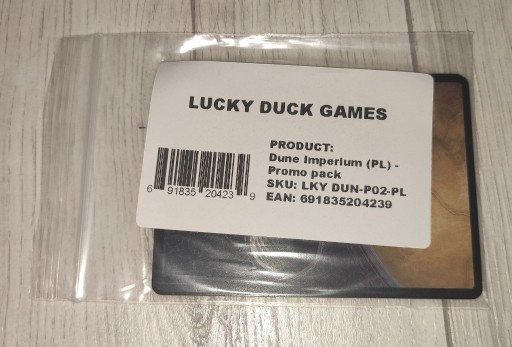 LUCKY DUCK GAMES
PRODUCT:
Dune Imperium (PL) -
Promo pack
SKU: LKY DUN-P02-PL
EAN: 691835204239
6 91835 20423 9